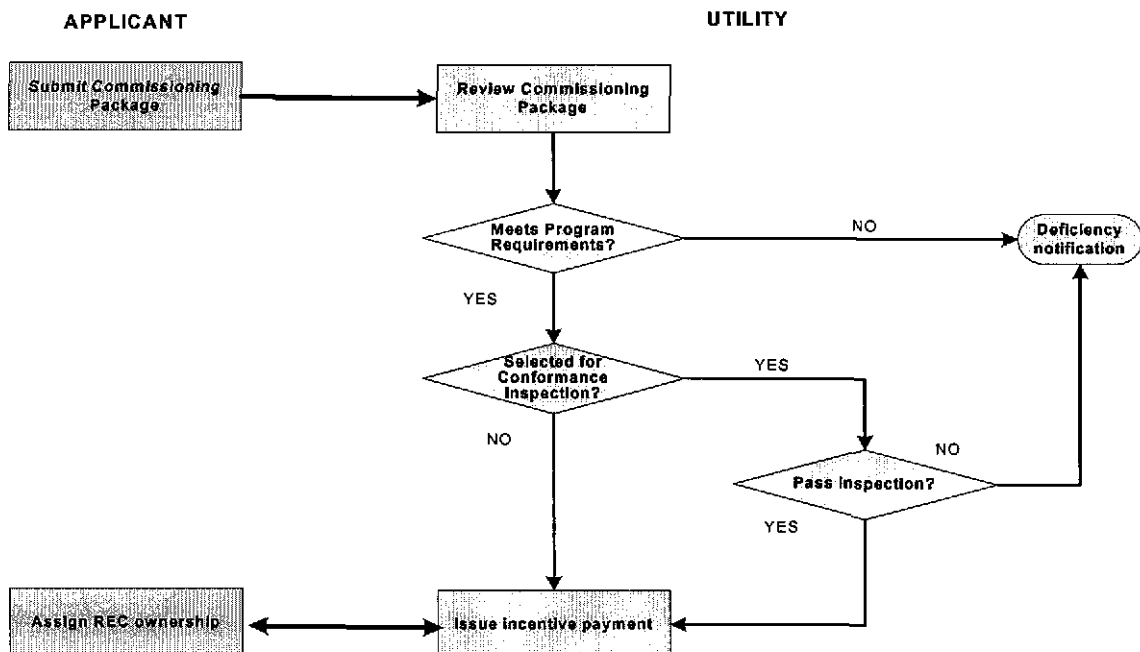 APPLICANT
UTILITY
Submit Commissioning
Package
Review Commissioning
Package
Meets Program
Requirements?
NO
Deficiency
notification
YES
Selected for
Conformance
Inspection?
YES
NO
NO
Pass Inspection?
YES
Assign REC ownership
Issue incentive payment